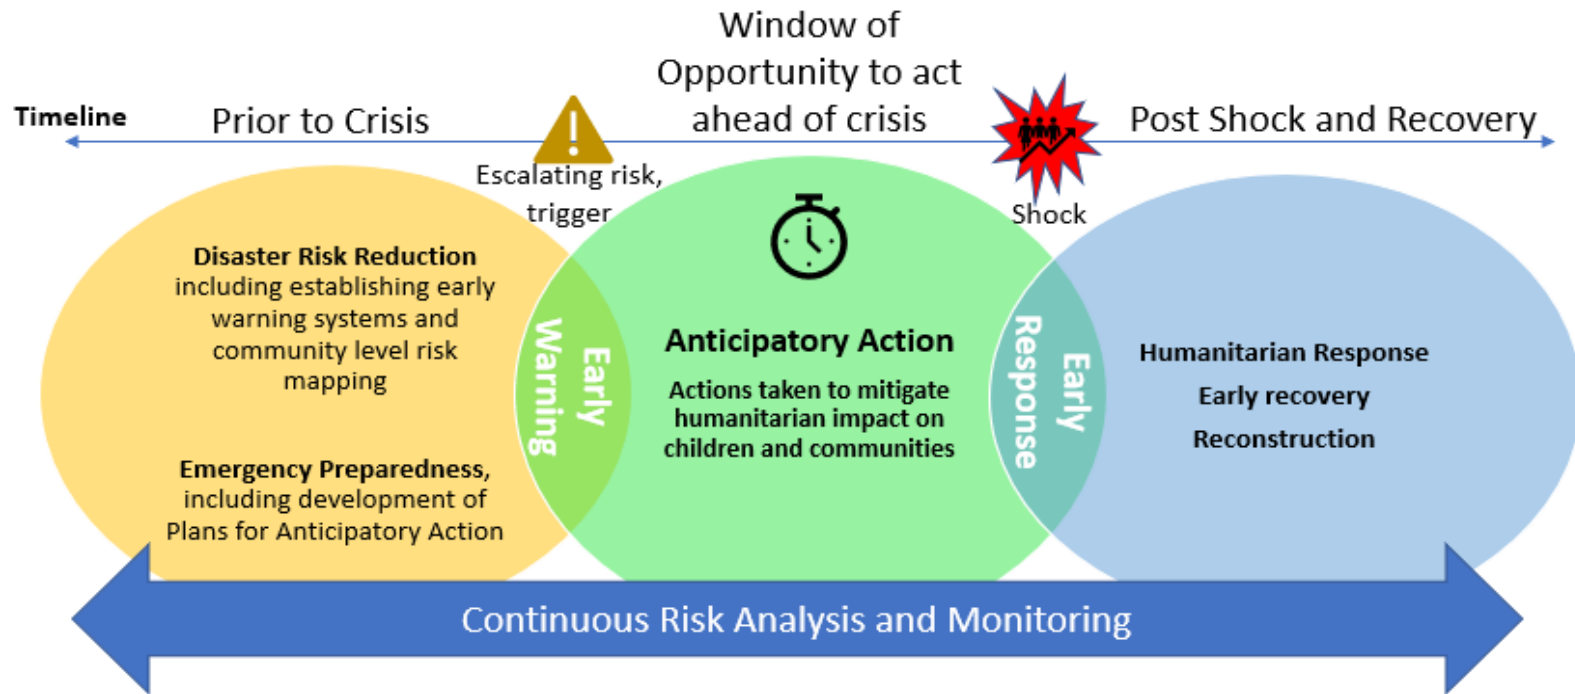 Window of
Opportunity to act
ahead of crisis
Timeline
Prior to Crisis
Post Shock and Recovery
Escalating risk,
trigger
Shock
Disaster Risk Reduction
including establishing early
warning systems and
community level risk
mapping
Emergency Preparedness,
including development of
Plans for Anticipatory Action
Early
Warning
Anticipatory Action
Actions taken to mitigate
humanitarian impact on
children and communities
Early
Response
Humanitarian Response
Early recovery
Reconstruction
Continuous Risk Analysis and Monitoring